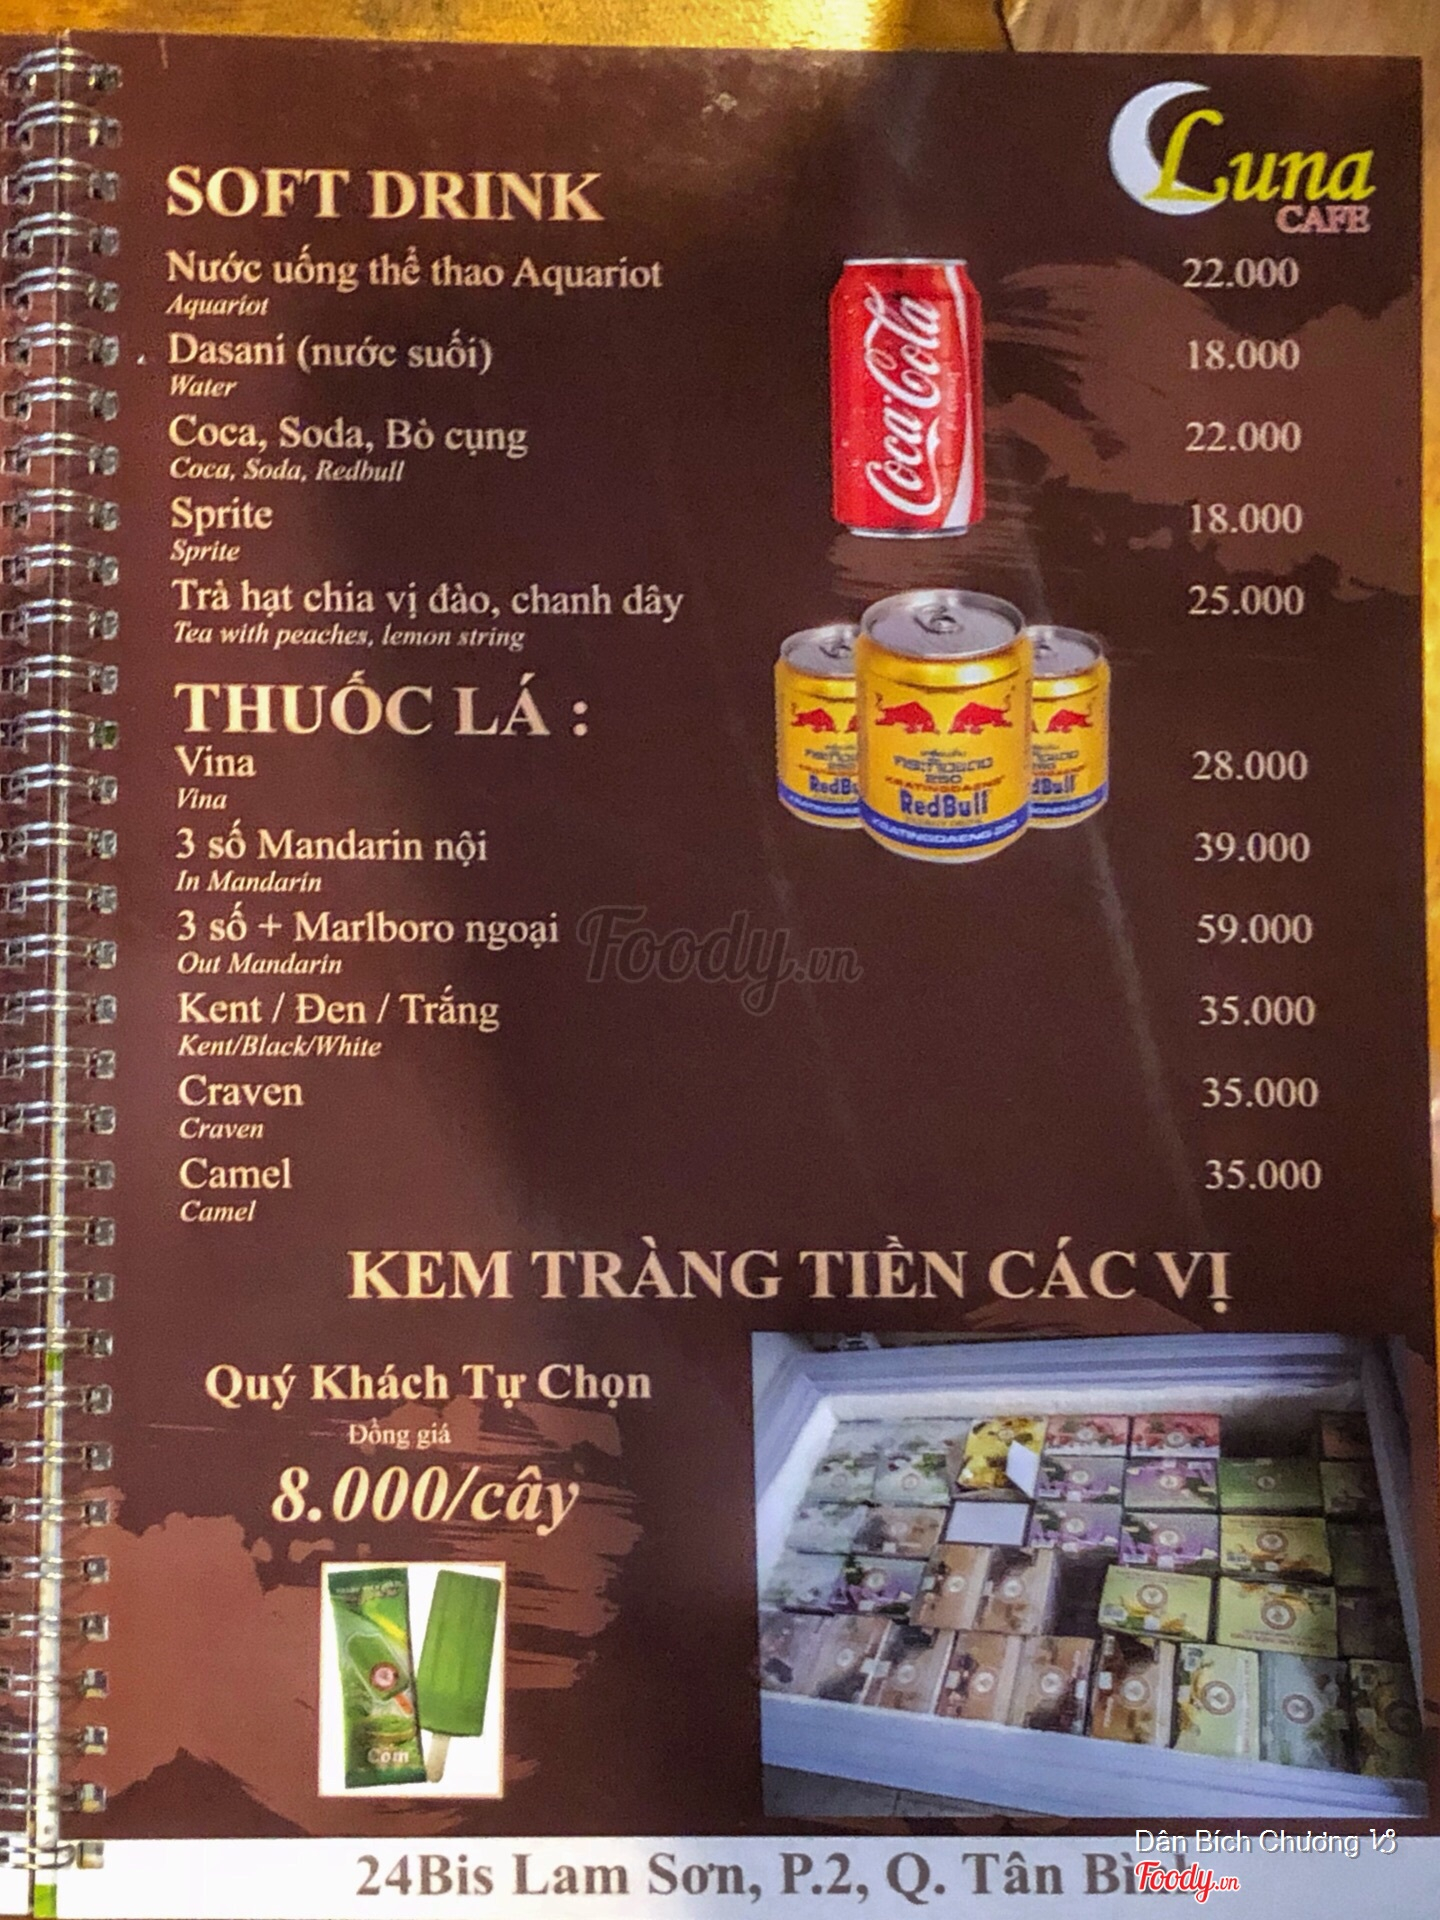 Luna
CAFE
SOFT DRINK
Nước uống thể thao Aquariot 22.000
Aquariot
Dasani (nước suối) 18.000
Water
Coca, Soda, Bò cụng 22.000
Coca, Soda, Redbull
Sprite 18.000
Sprite
Trà hạt chia vị đào, chanh dây 25.000
Tea with peaches, lemon string
Coca-Cola
RedBull
THUỐC LÁ :
Vina 28.000
Vina
3 số Mandarin nội 39.000
In Mandarin
3 số + Marlboro ngoại 59.000
Out Mandarin
Foody.vn
Kent / Đen / Trắng 35.000
Kent/Black/White
Craven 35.000
Craven
Camel 35.000
Camel
KEM TRÀNG TIỀN CÁC VỊ
Quý Khách Tự Chọn
Đồng giá
8.000/cây
Cốm
24Bis Lam Sơn, P.2, Q. Tân
Dân Bích Chương
Foody.vn